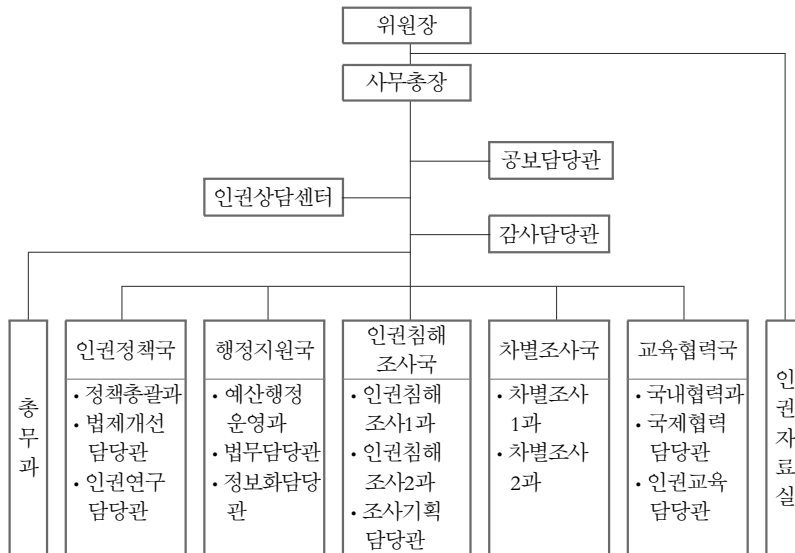 위원장
사무총장
공보담당관
인권상담센터
감사담당관
총무과
인권정책국
· 정책총괄과
· 법제개선
담당관
· 인권연구
담당관
행정지원국
· 예산행정
운영과
· 법무담당관
· 정보화담당
관
인권침해
조사국
· 인권침해
조사1과
· 인권침해
조사2과
· 조사기획
담당관
차별조사국
· 차별조사
1과
· 차별조사
2과
교육협력국
· 국내협력과
· 국제협력
담당관
· 인권교육
담당관
인권자료실